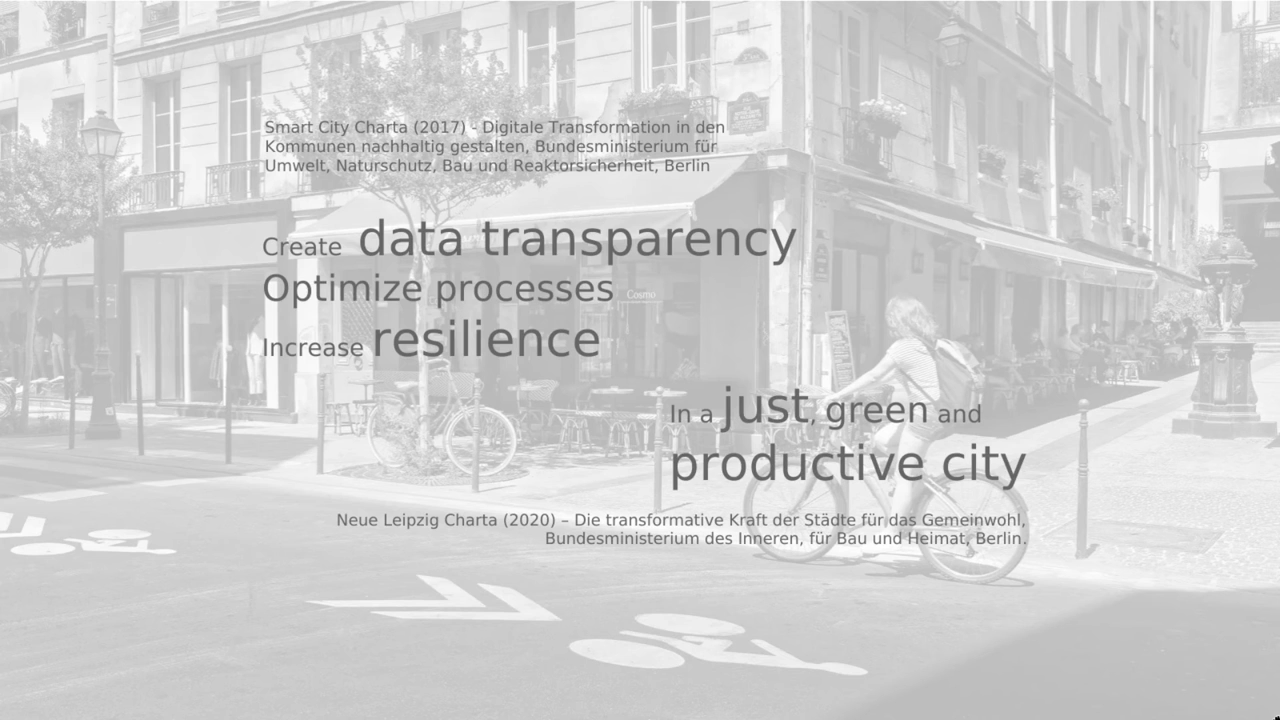 Smart City Charta (2017) - Digitale Transformation in den
Kommunen nachhaltig gestalten, Bundesministerium für
Umwelt, Naturschutz, Bau und Reaktorsicherheit, Berlin
Create data transparency
Optimize processes
Cosmo
Increase resilience
In a just, green and
productive city
Neue Leipzig Charta (2020) – Die transformative Kraft der Städte für das Gemeinwohl,
Bundesministerium des Inneren, für Bau und Heimat, Berlin.